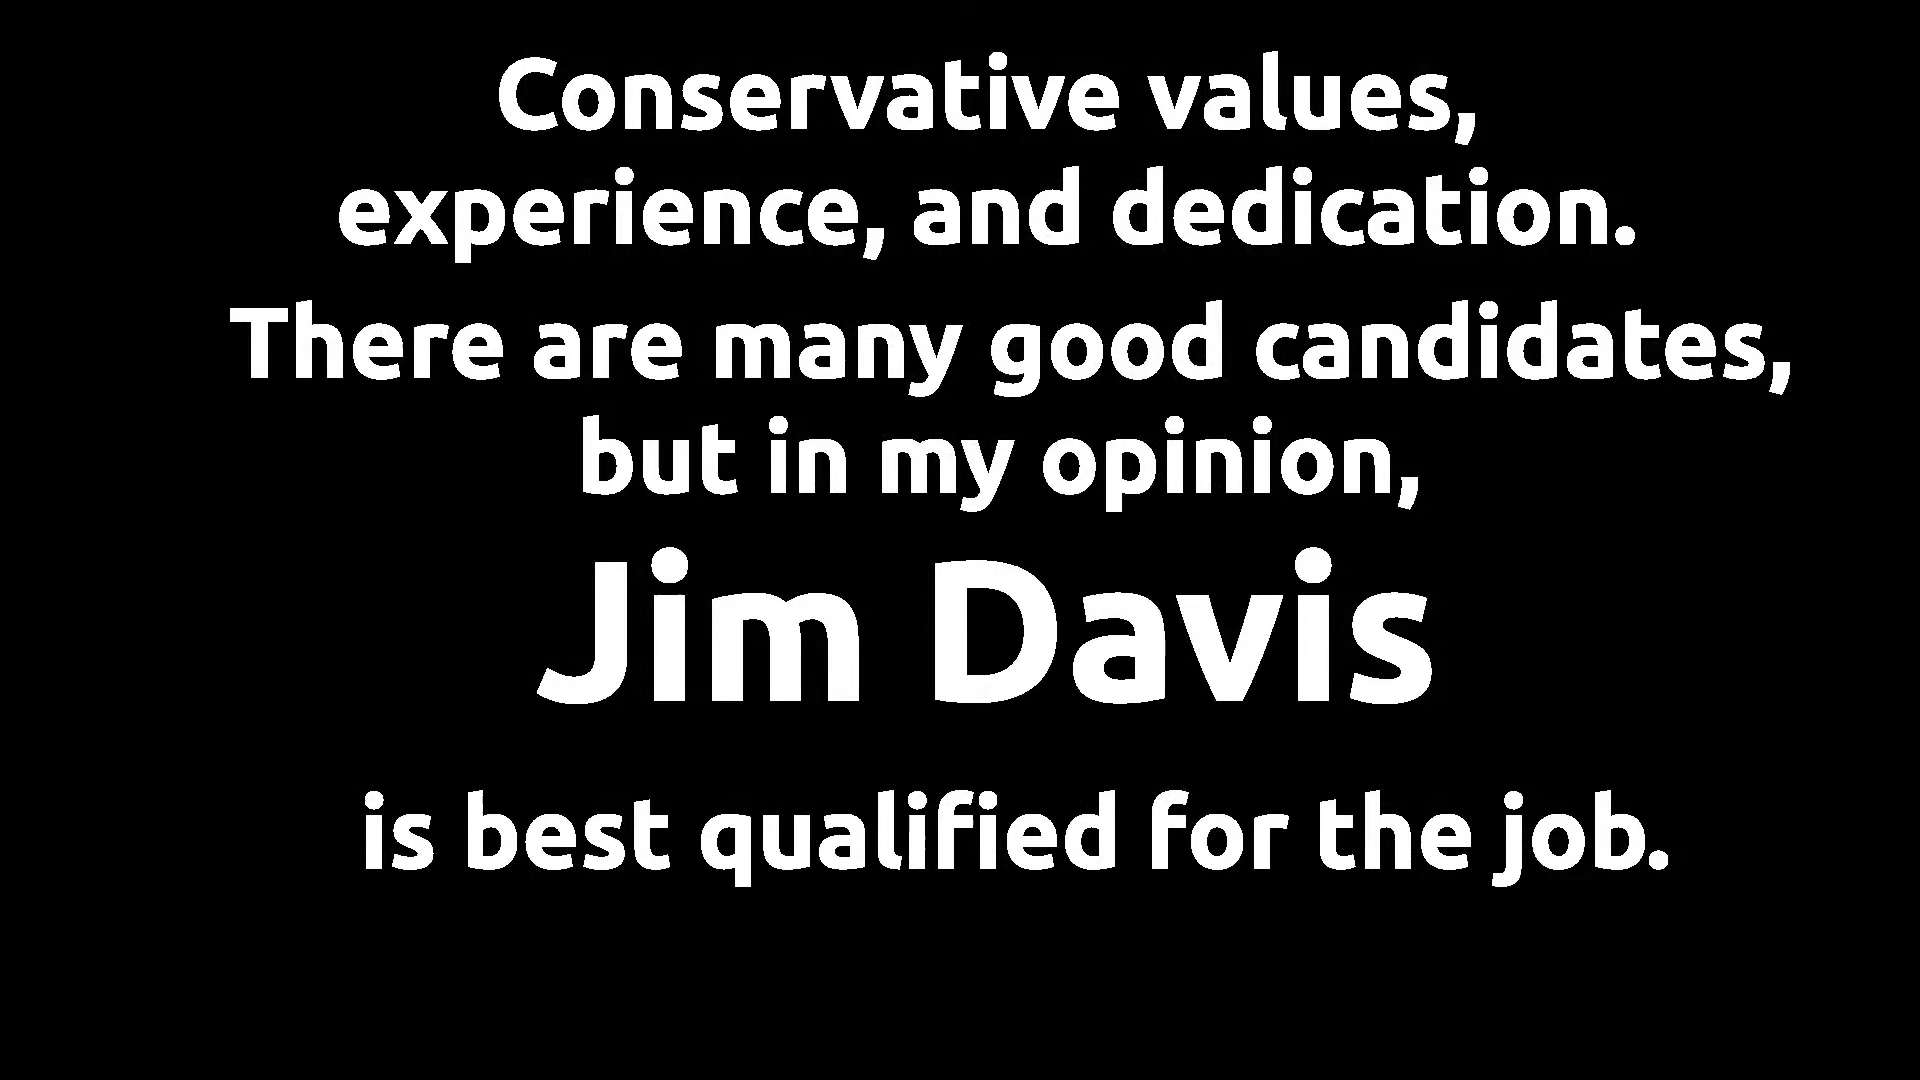 Conservative values,
experience, and dedication.
There are many good candidates,
but in my opinion,
Jim Davis
is best qualified for the job.